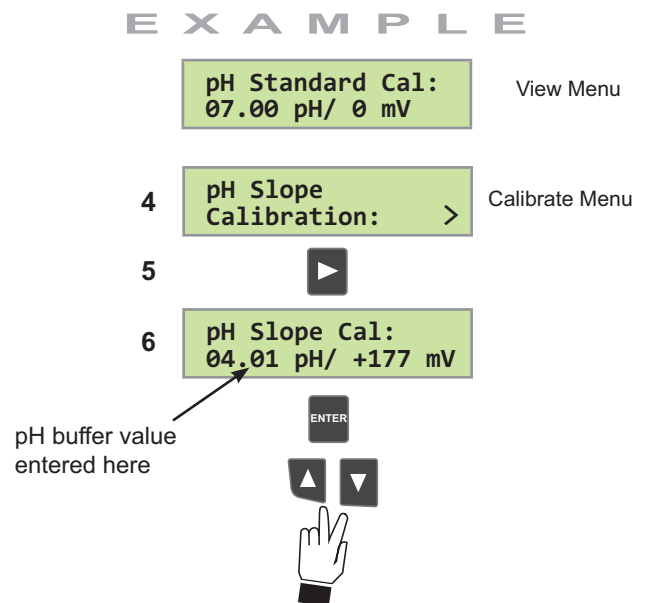 EXAMPLE
pH Standard Cal:
07.00 pH/ 0 mV
View Menu
4
pH Slope
Calibration: >
Calibrate Menu
5
6
pH Slope Cal:
04.01 pH/ +177 mV
ENTER
pH buffer value
entered here